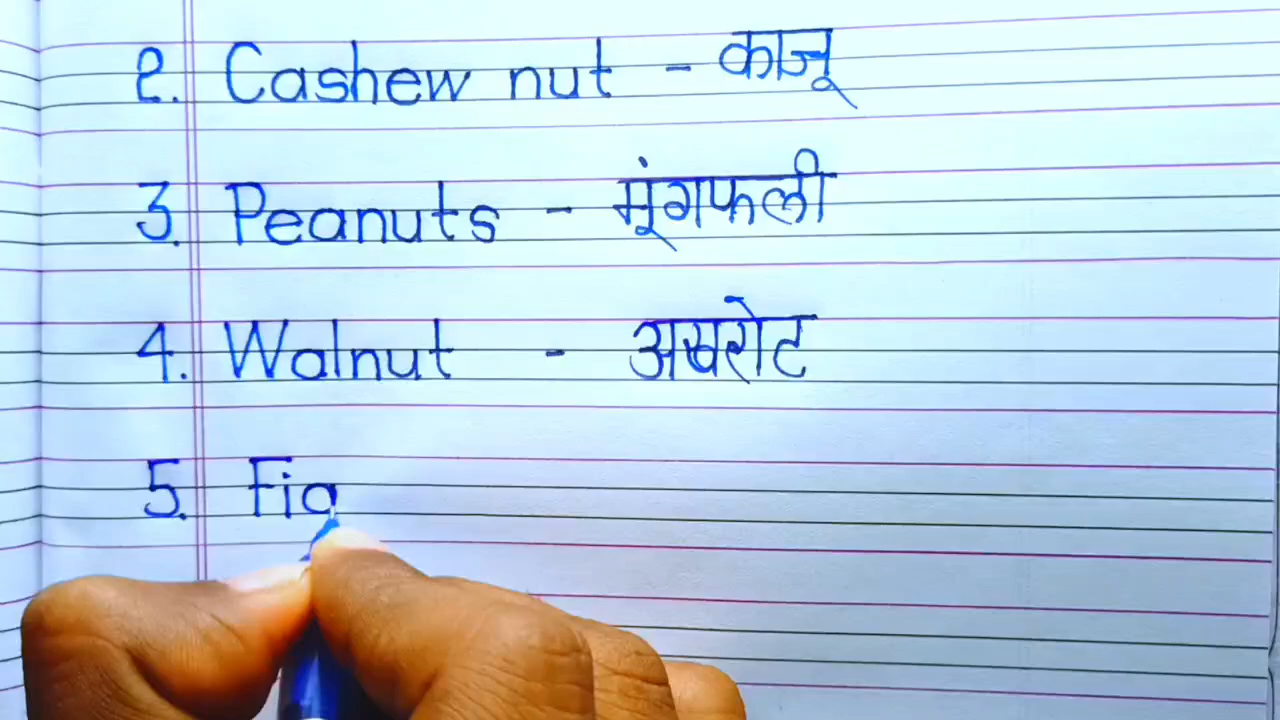 2. Cashew nut - काजू
3. Peanuts - मूंगफली
4. Walnut - अखरोट
5. Fig